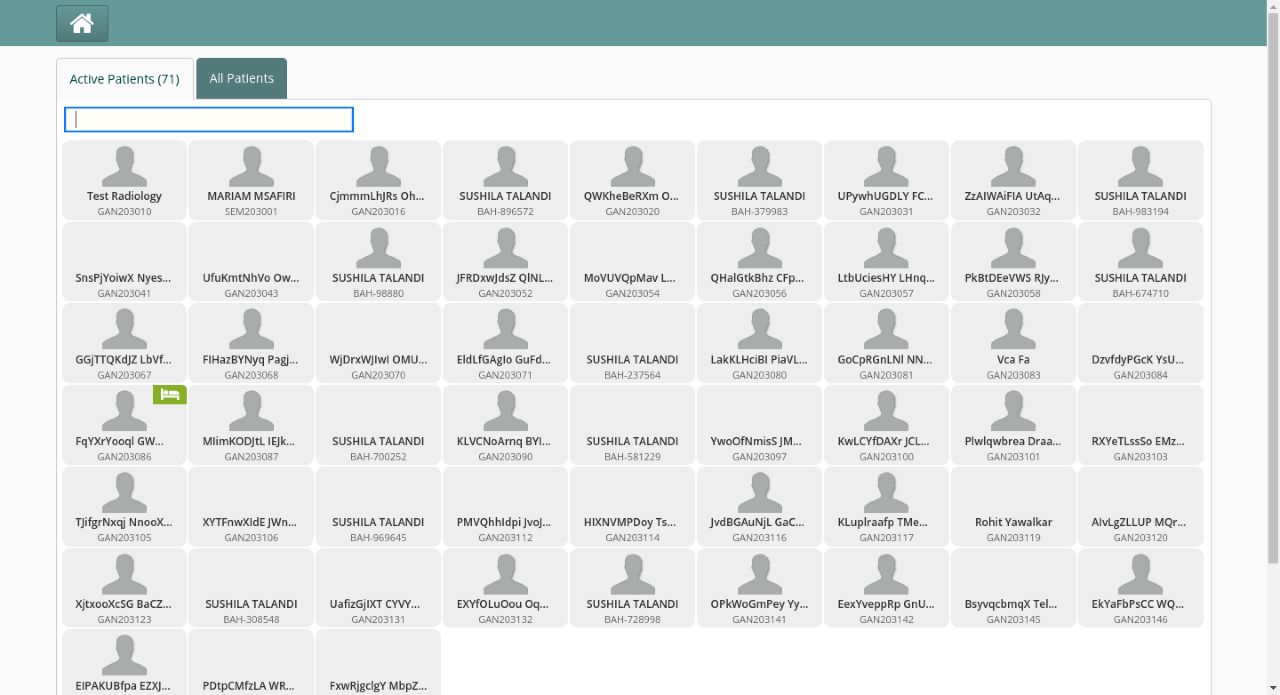 Active Patients (71)
All Patients
Test Radiology
GAN203010
MARIAM MSAFIRI
SEM203001
CjmmmLhJRs Oh...
GAN203016
SUSHILA TALANDI
BAH-896572
QWKheBeRXm O...
GAN203020
SUSHILA TALANDI
BAH-379983
UPywhUGDLY FC...
GAN203031
ZzAIWAiFIA UtAq...
GAN203032
SUSHILA TALANDI
BAH-983194
SnsPjYoiwX Nyes...
GAN203041
UfuKmtNhVo Ow...
GAN203043
SUSHILA TALANDI
BAH-98880
JFRDxwJdsZ QlNL...
GAN203052
MoVUVQpMav L...
GAN203054
QHalGtkBhz CFp...
GAN203056
LtbUciesHY LHnq...
GAN203057
PkBtDEeVWS RJy...
GAN203058
SUSHILA TALANDI
BAH-674710
GGjTTQKdJZ LbVf...
GAN203067
FIHazBYNyq Pagj...
GAN203068
WjDrxWJIwI OMU...
GAN203070
EldLfGAgIo GuFd...
GAN203071
SUSHILA TALANDI
BAH-237564
LakKLHciBI PiaVL...
GAN203080
GoCpRGnLNl NN...
GAN203081
Vca Fa
GAN203083
DzvfdyPGcK YsU...
GAN203084
FqYXrYooql GW...
GAN203086
MIimKODJtL IEJk...
GAN203087
SUSHILA TALANDI
BAH-700252
KLVCNoArnq BYI...
GAN203090
SUSHILA TALANDI
BAH-581229
YwoOfNmisS JM...
GAN203097
KwLCYfDAXr JCL...
GAN203100
Plwlqwbrea Draa...
GAN203101
RXYeTLssSo EMz...
GAN203103
TJifgrNxqj NnooX...
GAN203105
XYTFnwXIdE JWn...
GAN203106
SUSHILA TALANDI
BAH-969645
PMVQhhIdpi JvoJ...
GAN203112
HIXNVMPDoy Ts...
GAN203114
JvdBGAuNjL GaC...
GAN203116
KLuplraafp TMe...
GAN203117
Rohit Yawalkar
GAN203119
AIvLgZLLUP MQr...
GAN203120
XjtxooXcSG BaCZ...
GAN203123
SUSHILA TALANDI
BAH-308548
UafizGjIXT CYVY...
GAN203131
EXYfOLuOou Oq...
GAN203132
SUSHILA TALANDI
BAH-728998
OPkWoGmPey Yy...
GAN203141
EexYveppRp GnU...
GAN203142
BsyvqcbmqX Tel...
GAN203145
EkYaFbPsCC WQ...
GAN203146
EIPAKUBfpa EZXJ...
PDtpCMfzLA WR...
FxwRjgclgY MbpZ...